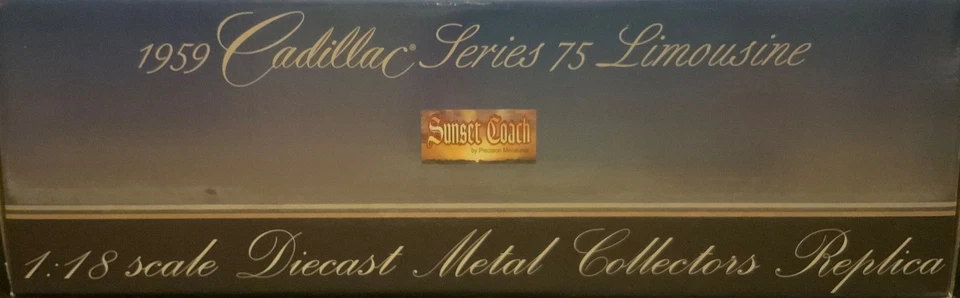 1959 Cadillac® Series 75 Limousine
Sunset Coach
by Precision Miniatures
1:18 scale Diecast Metal Collectors Replica